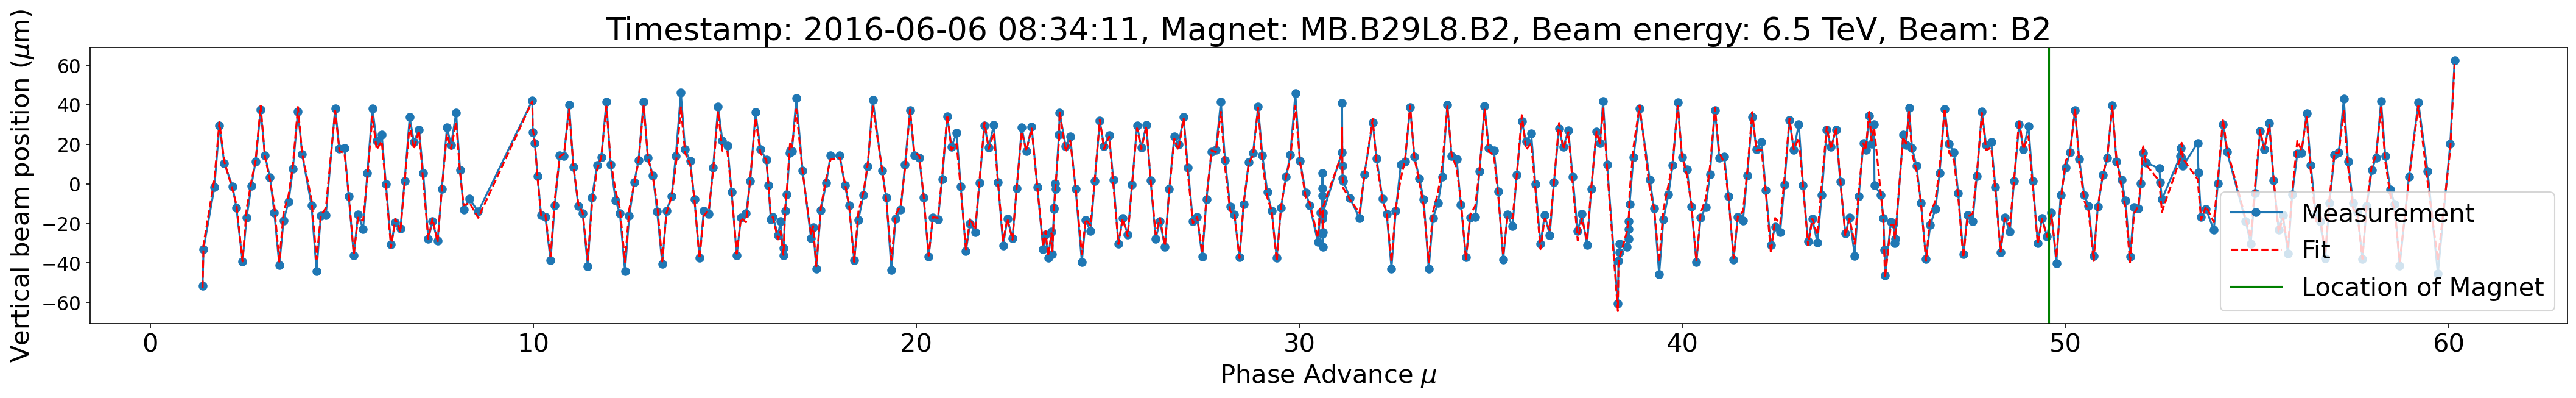 Timestamp: 2016-06-06 08:34:11, Magnet: MB.B29L8.B2, Beam energy: 6.5 TeV, Beam: B2
Vertical beam position (μm)
60
40
20
0
−20
−40
−60
Measurement
Fit
Location of Magnet
0 10 20 30 40 50 60
Phase Advance μ